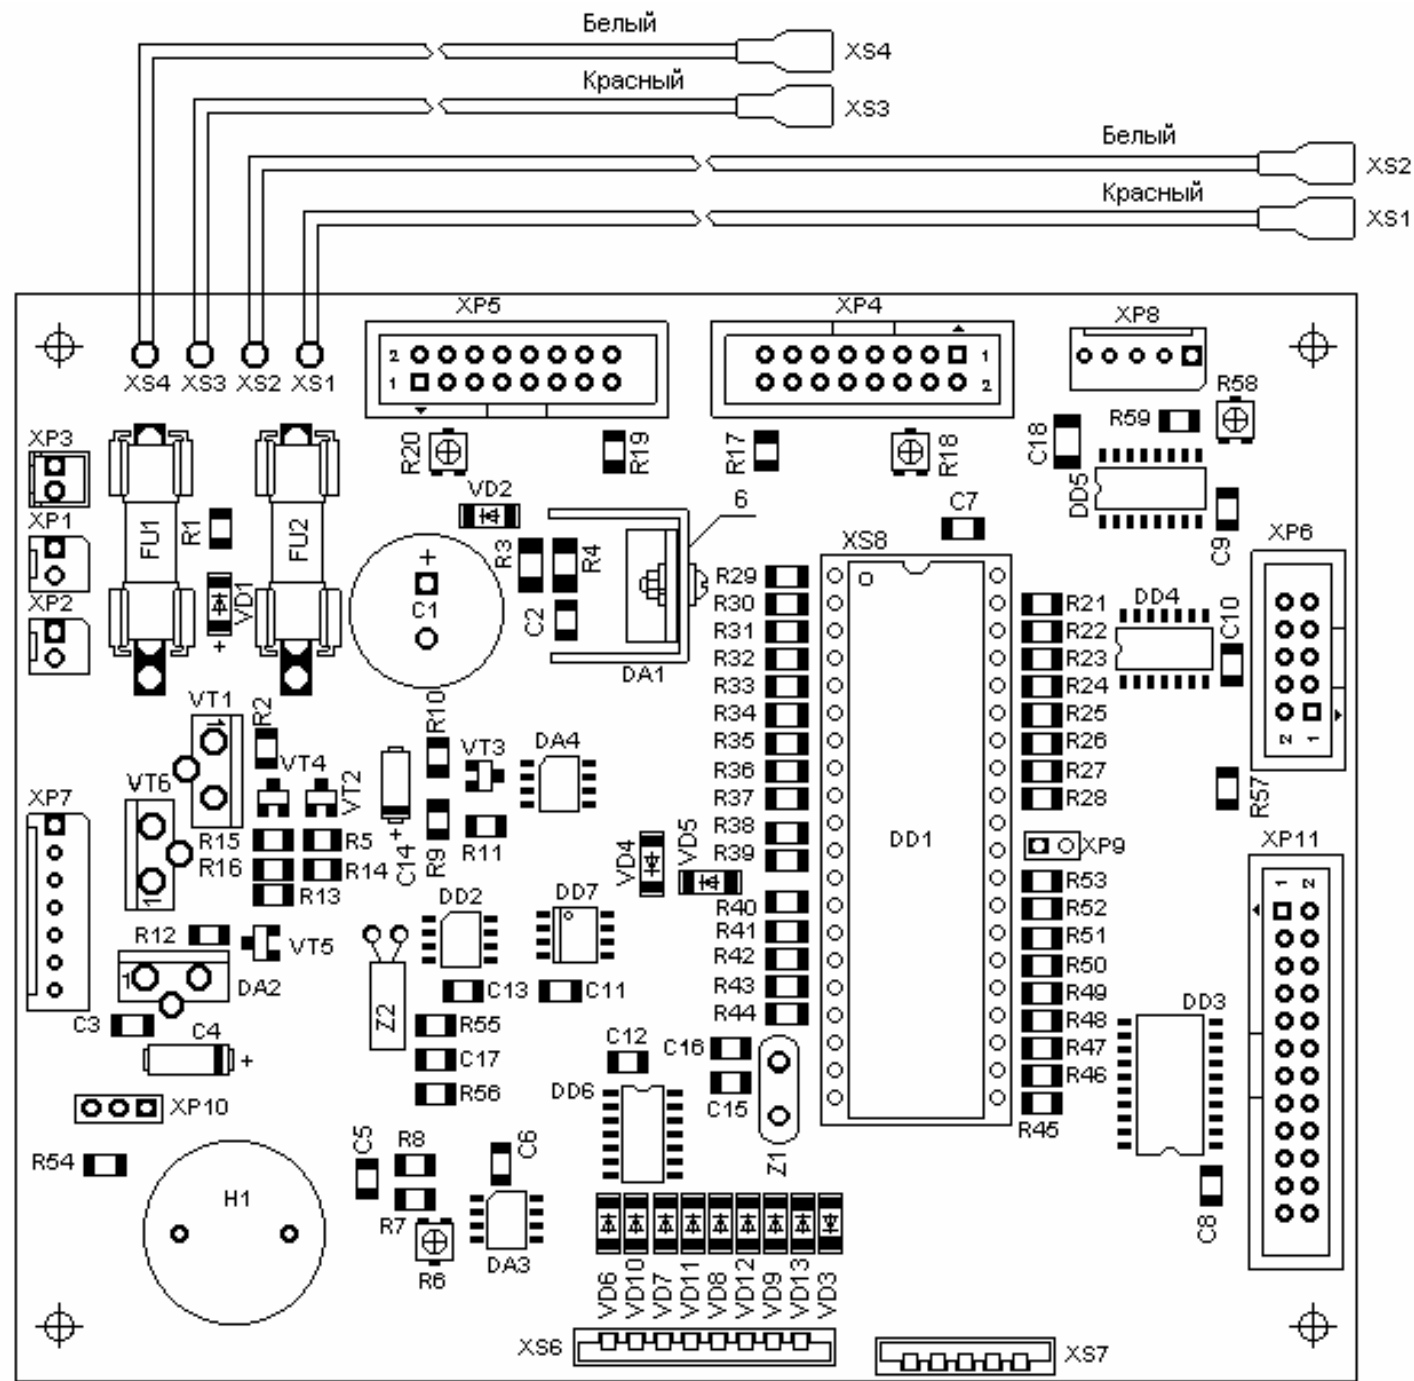 Белый
XS4
Красный
XS3
Белый
XS2
Красный
XS1
XP5
XP4
XP8
2
1
1
2
XS4 XS3 XS2 XS1
R58
XP3
R20
R19
R17
R18
C18
R59
VD2
6
C7
DD5
C9
XP1
FU1
R1
FU2
XS8
XP6
R3
R4
+
C1
C2
R29
XP2
VD1
+
R30
R21
DD4
C10
R31
R22
R32
R23
DA1
R33
R24
VT1
R2
R10
R34
R25
1
2
1
DA4
VT3
R35
R26
VT4
VT2
R36
R27
VT6
XP7
R37
R28
R57
C14
+
R9
R11
R15
R5
R38
DD1
XP9
XP11
R16
R14
VD4
VD5
R39
1
2
R13
1
R53
DD2
DD7
R40
R52
R12
VT5
R41
R51
R42
R50
1
DA2
Z2
C13
C11
R43
R49
DD3
C3
C4
R55
R44
R48
+
C17
C12
C16
R47
R56
DD6
R46
XP10
C15
R45
R54
C5
R8
C6
Z1
H1
R7
C8
R6
DA3
VD6
VD10
VD7
VD11
VD8
VD12
VD9
VD13
VD3
XS6
XS7